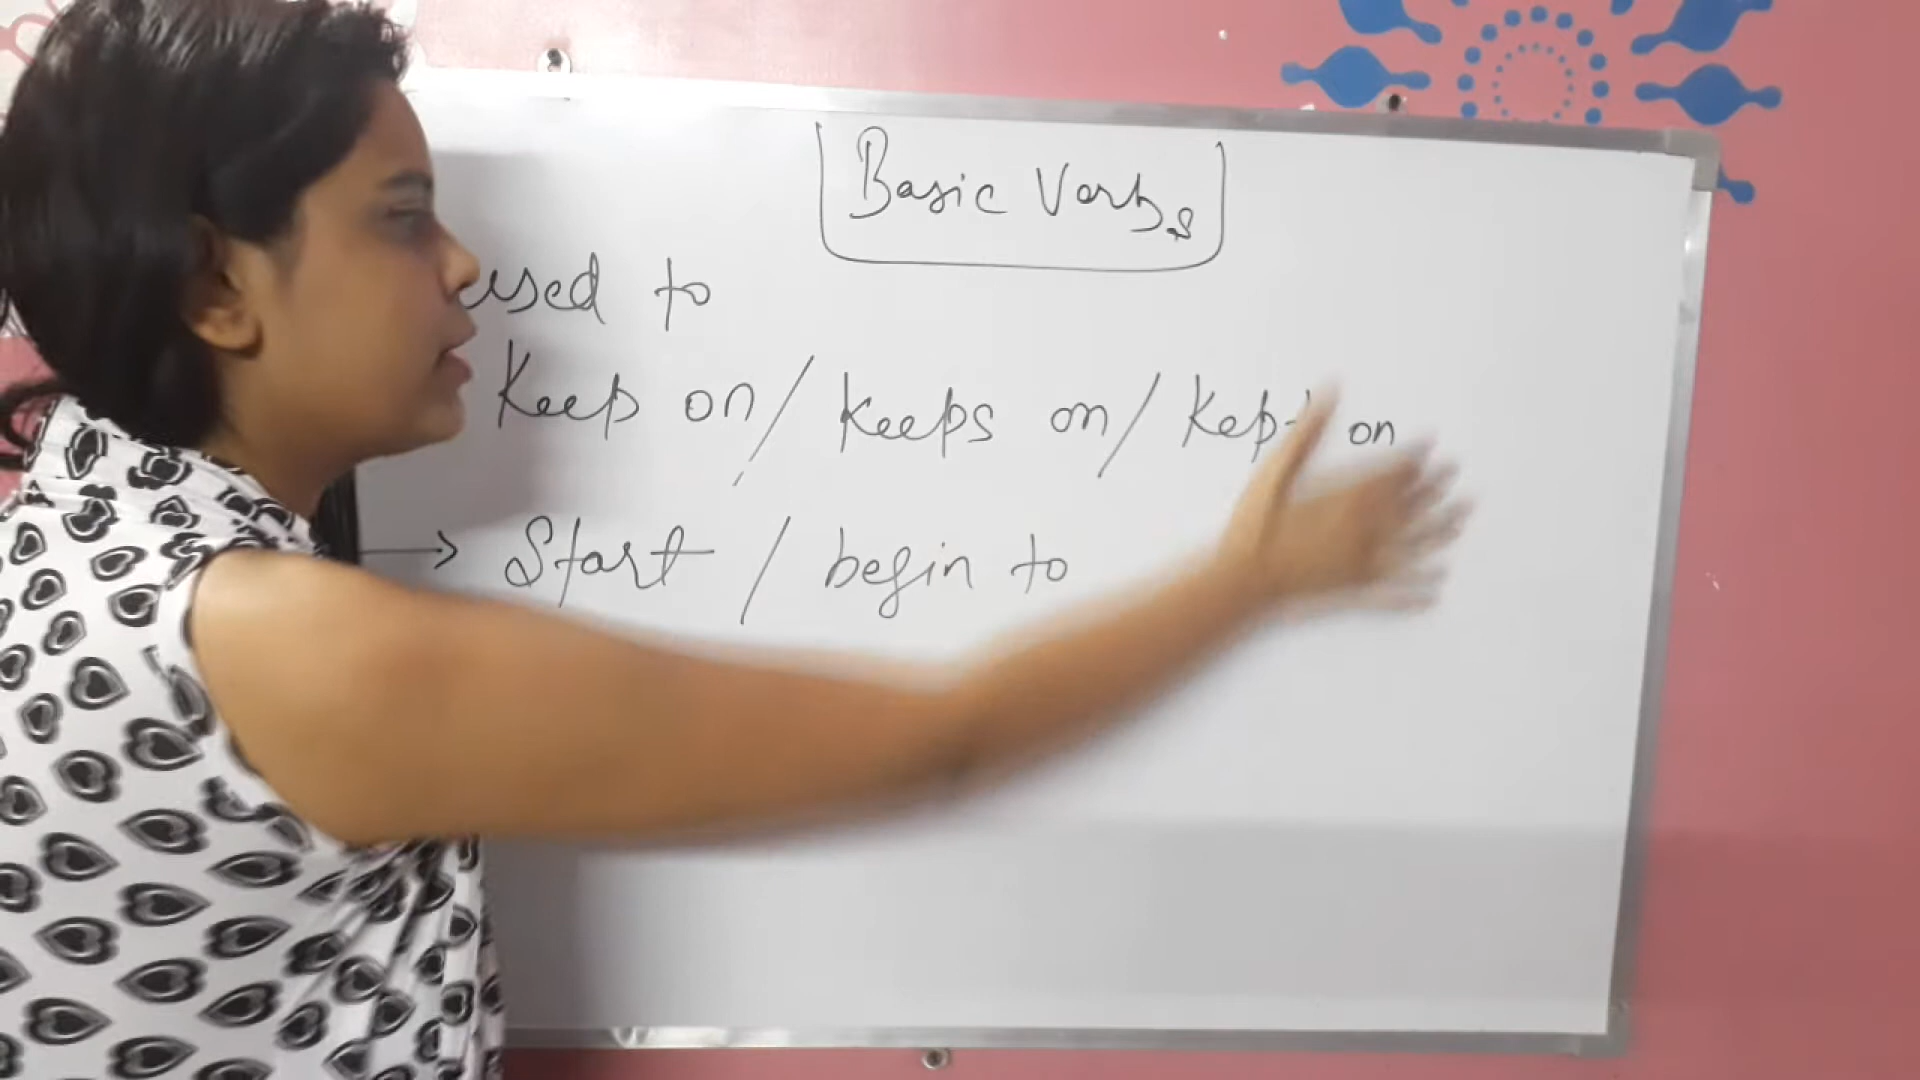 Basic Verbs
used to
Keep on / Keeps on / Kept on
→ Start / begin to